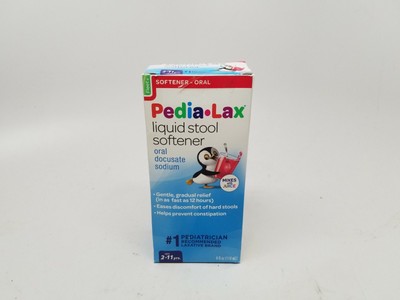 SOFTENER - ORAL
Pedia•Lax
liquid stool
softener
oral
docusate
sodium
MIXES
JUICE
• Gentle, gradual relief
(in as fast as 12 hours)
• Eases discomfort of hard stools
• Helps prevent constipation
#1 PEDIATRICIAN
RECOMMENDED
LAXATIVE BRAND
2-11 yrs